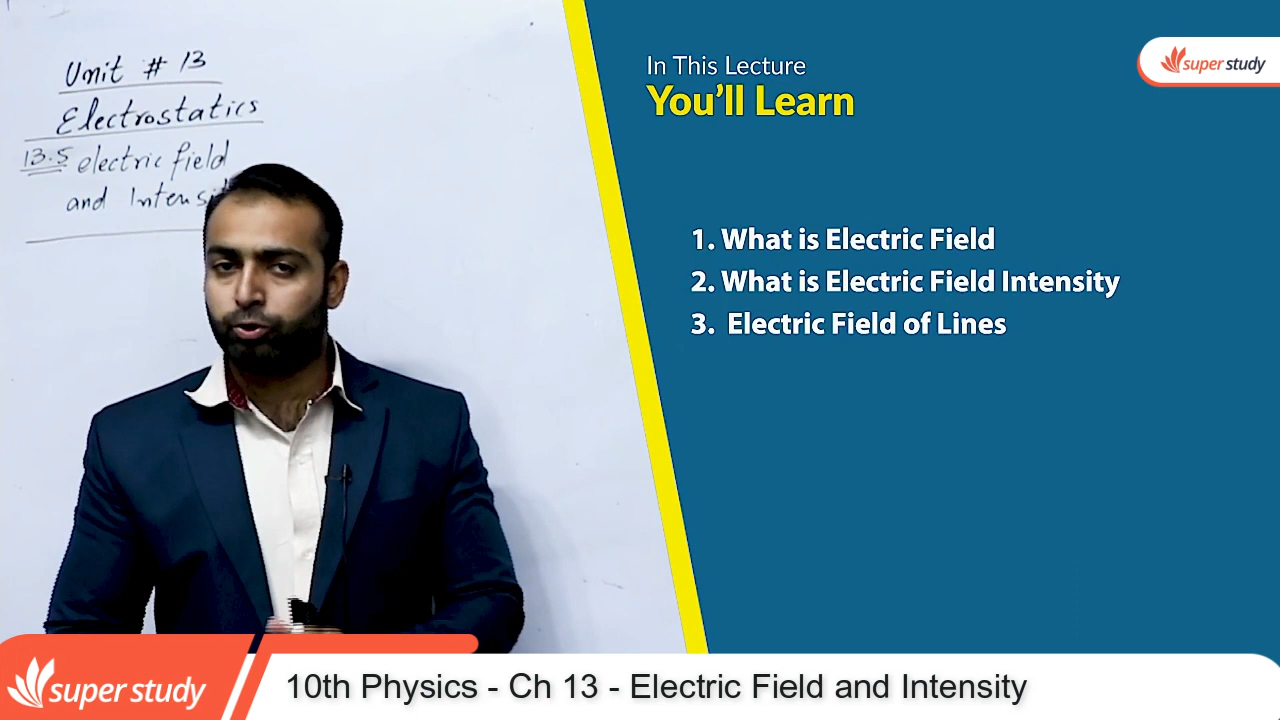 Unit # 13
Electrostatics
13.5 electric field
and Intensi
In This Lecture
You'll Learn
super study
1. What is Electric Field
2. What is Electric Field Intensity
3. Electric Field of Lines
super study
10th Physics - Ch 13 - Electric Field and Intensity